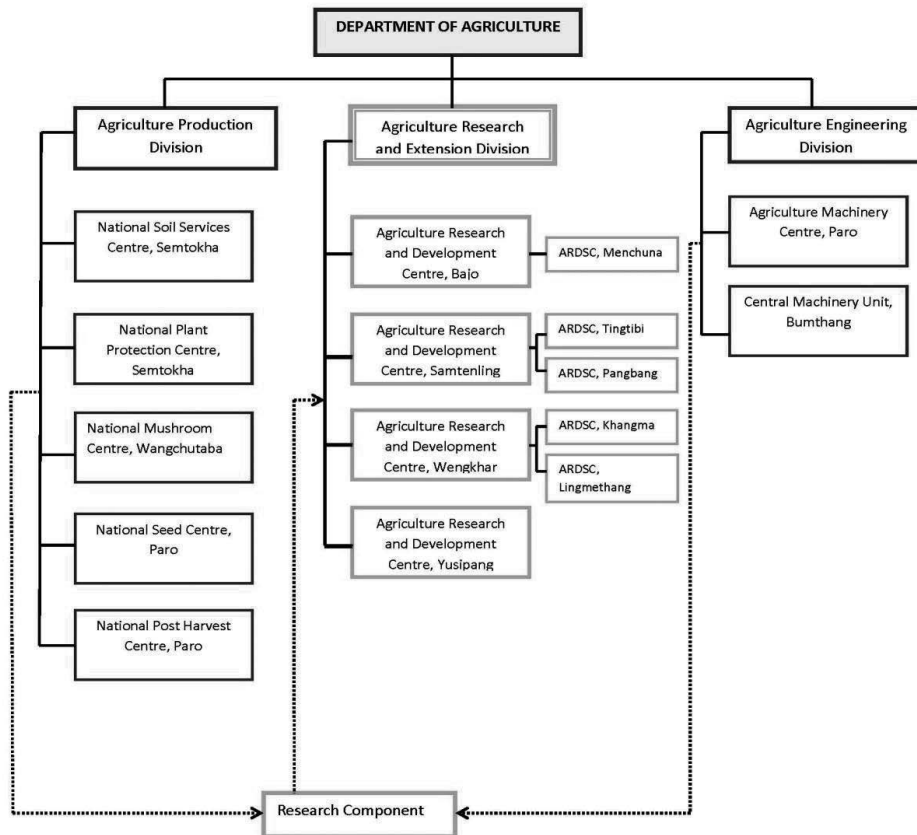 DEPARTMENT OF AGRICULTURE
Agriculture Production
Division
National Soil Services
Centre, Semtokha
National Plant
Protection Centre,
Semtokha
National Mushroom
Centre, Wangchutaba
National Seed Centre,
Paro
National Post Harvest
Centre, Paro
Agriculture Research
and Extension Division
Agriculture Research
and Development
Centre, Bajo
ARDSC, Menchuna
Agriculture Research
and Development
Centre, Samtenling
ARDSC, Tingtibi
ARDSC, Pangbang
Agriculture Research
and Development
Centre, Wengkhar
ARDSC, Khangma
ARDSC,
Lingmethang
Agriculture Research
and Development
Centre, Yusipang
Agriculture Engineering
Division
Agriculture Machinery
Centre, Paro
Central Machinery Unit,
Bumthang
Research Component